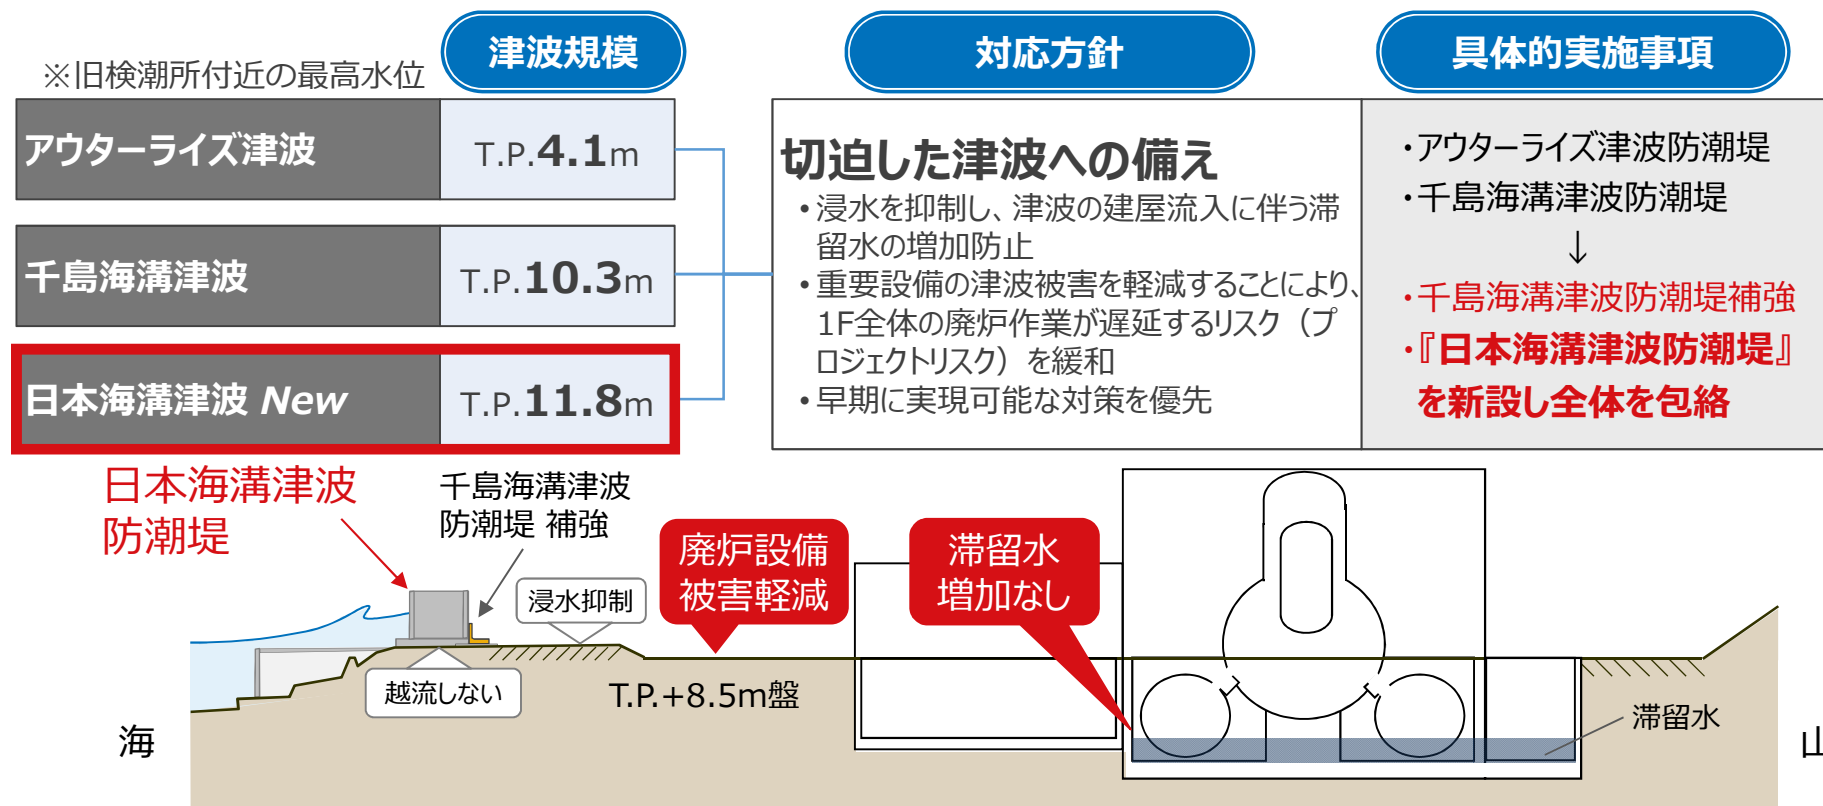 津波規模
対応方針
具体的実施事項
※旧検潮所付近の最高水位
アウターライズ津波
T.P.4.1m
千島海溝津波
T.P.10.3m
日本海溝津波 New
T.P.11.8m
切迫した津波への備え
・浸水を抑制し、津波の建屋流入に伴う滞
留水の増加防止
・重要設備の津波被害を軽減することにより、
1F全体の廃炉作業が遅延するリスク（プ
ロジェクトリスク）を緩和
・早期に実現可能な対策を優先
・アウターライズ津波防潮堤
・千島海溝津波防潮堤
↓
・千島海溝津波防潮堤補強
・『日本海溝津波防潮堤』
を新設し全体を包絡
日本海溝津波
防潮堤
千島海溝津波
防潮堤 補強
浸水抑制
廃炉設備
被害軽減
滞留水
増加なし
越流しない
T.P.+8.5m盤
滞留水
海
山